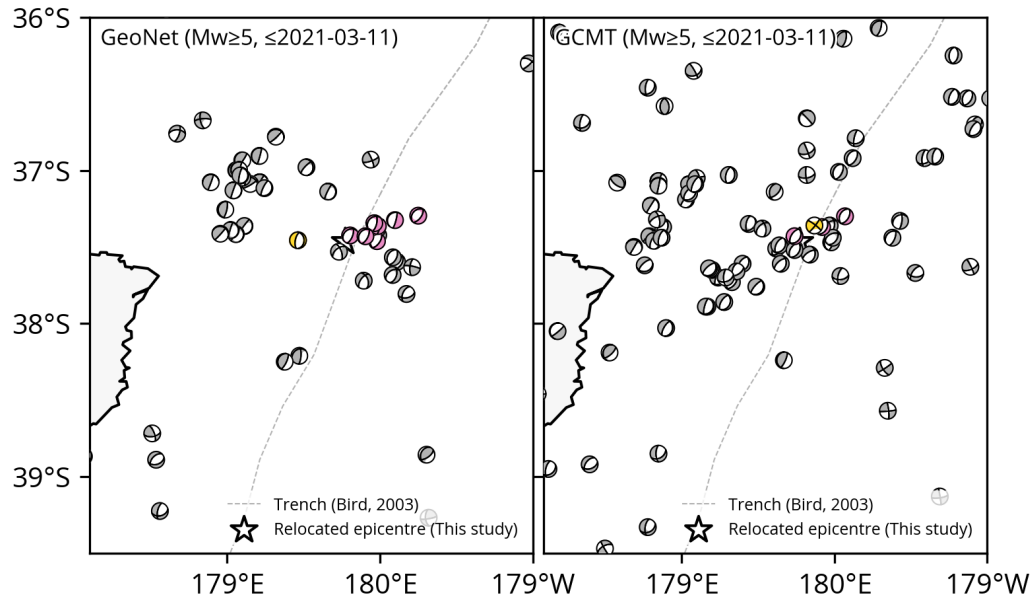 GeoNet (Mw≥5, ≤2021-03-11)
GCMT (Mw≥5, ≤2021-03-11)
36°S
37°S
38°S
39°S
Trench (Bird, 2003)
Relocated epicentre (This study)
Trench (Bird, 2003)
Relocated epicentre (This study)
179°E
180°E
179°W
179°E
180°E
179°W